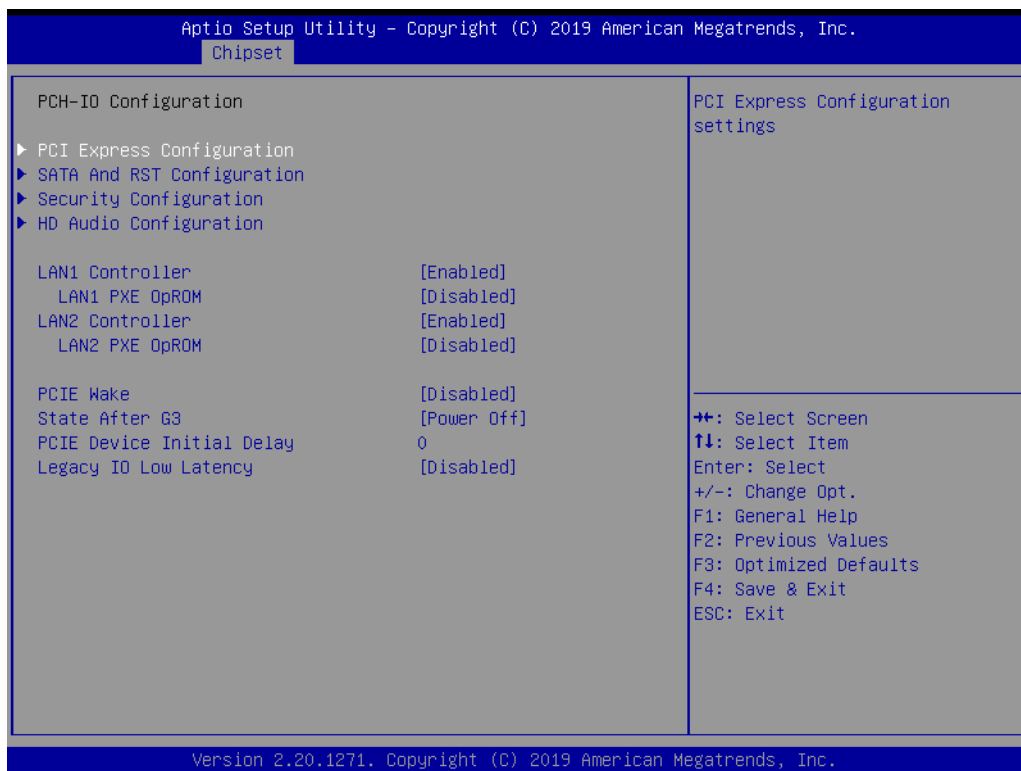 Aptio Setup Utility – Copyright (C) 2019 American Megatrends, Inc.
Chipset
PCH-IO Configuration
▶ PCI Express Configuration
▶ SATA And RST Configuration
▶ Security Configuration
▶ HD Audio Configuration
LAN1 Controller [Enabled]
LAN1 PXE OpROM [Disabled]
LAN2 Controller [Enabled]
LAN2 PXE OpROM [Disabled]
PCIE Wake [Disabled]
State After G3 [Power Off]
PCIE Device Initial Delay 0
Legacy IO Low Latency [Disabled]
PCI Express Configuration
settings
→←: Select Screen
↑↓: Select Item
Enter: Select
+/-: Change Opt.
F1: General Help
F2: Previous Values
F3: Optimized Defaults
F4: Save & Exit
ESC: Exit
Version 2.20.1271. Copyright (C) 2019 American Megatrends, Inc.